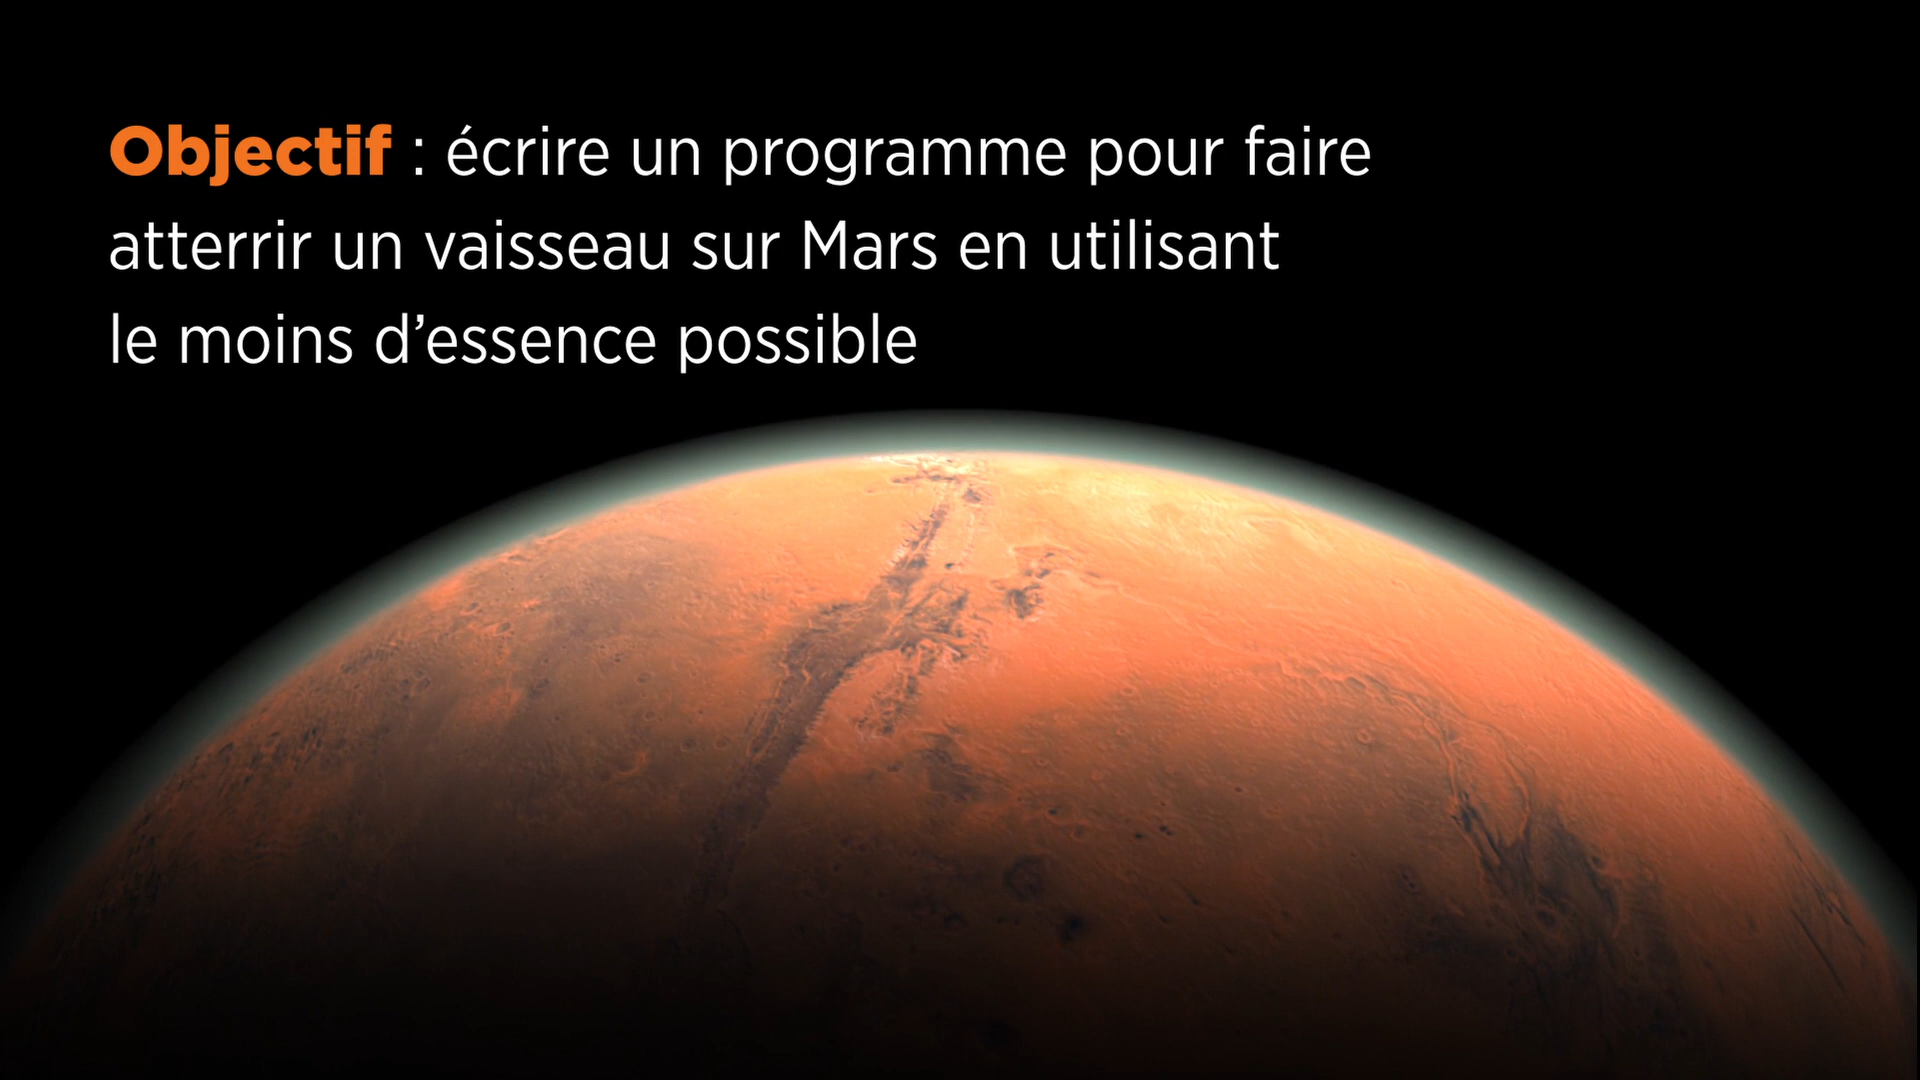 Objectif : écrire un programme pour faire
atterrir un vaisseau sur Mars en utilisant
le moins d’essence possible